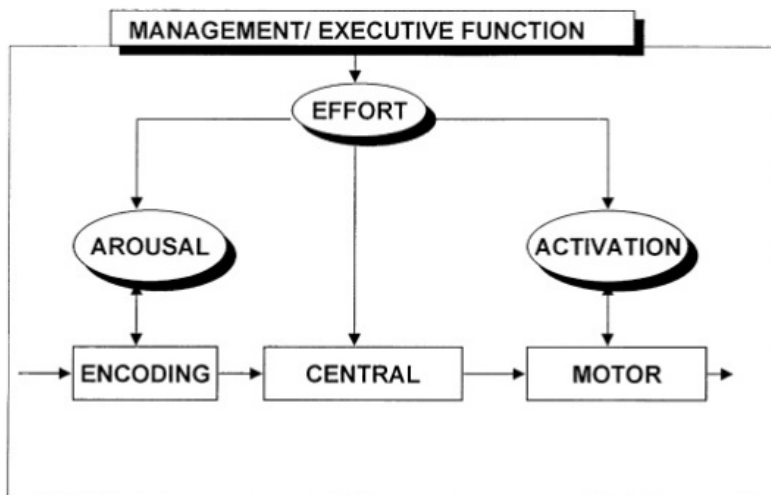 MANAGEMENT/ EXECUTIVE FUNCTION
EFFORT
AROUSAL
ACTIVATION
ENCODING
CENTRAL
MOTOR